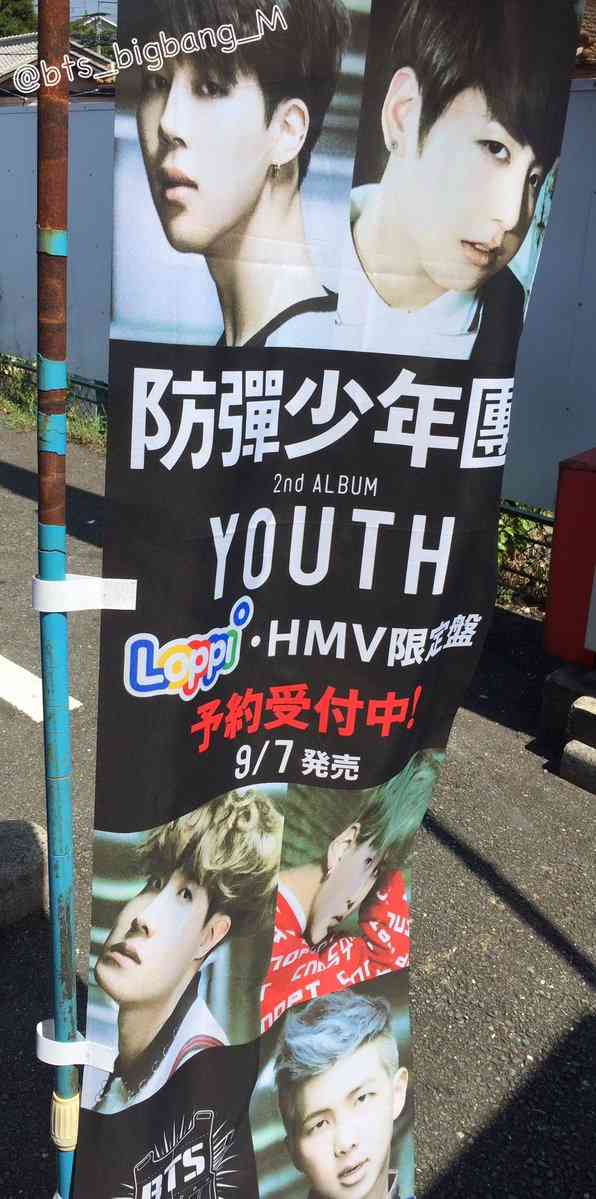 @bts_bigbang_M
防彈少年團
2nd ALBUM
YOUTH
Loppi・HMV限定盤
予約受付中!
9/7 発売
BTS